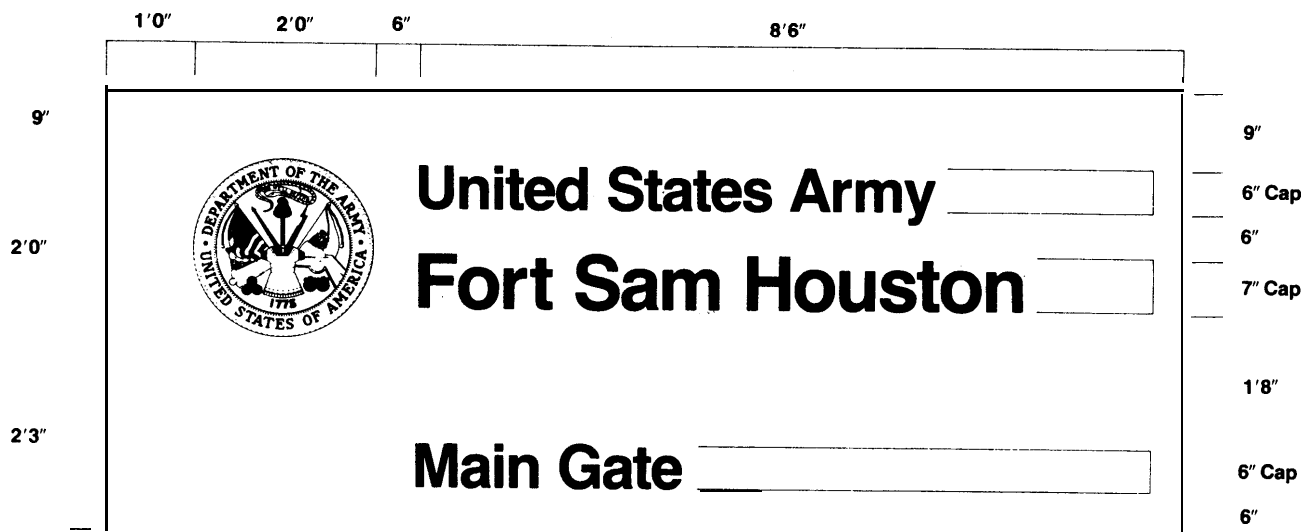 1′0″ 2′0″ 6″ 8′6″
9″
9″
DEPARTMENT OF THE ARMY
UNITED STATES OF AMERICA
1775
United States Army
6″ Cap
6″
2′0″
Fort Sam Houston
7″ Cap
1′8″
2′3″
Main Gate
6″ Cap
6″